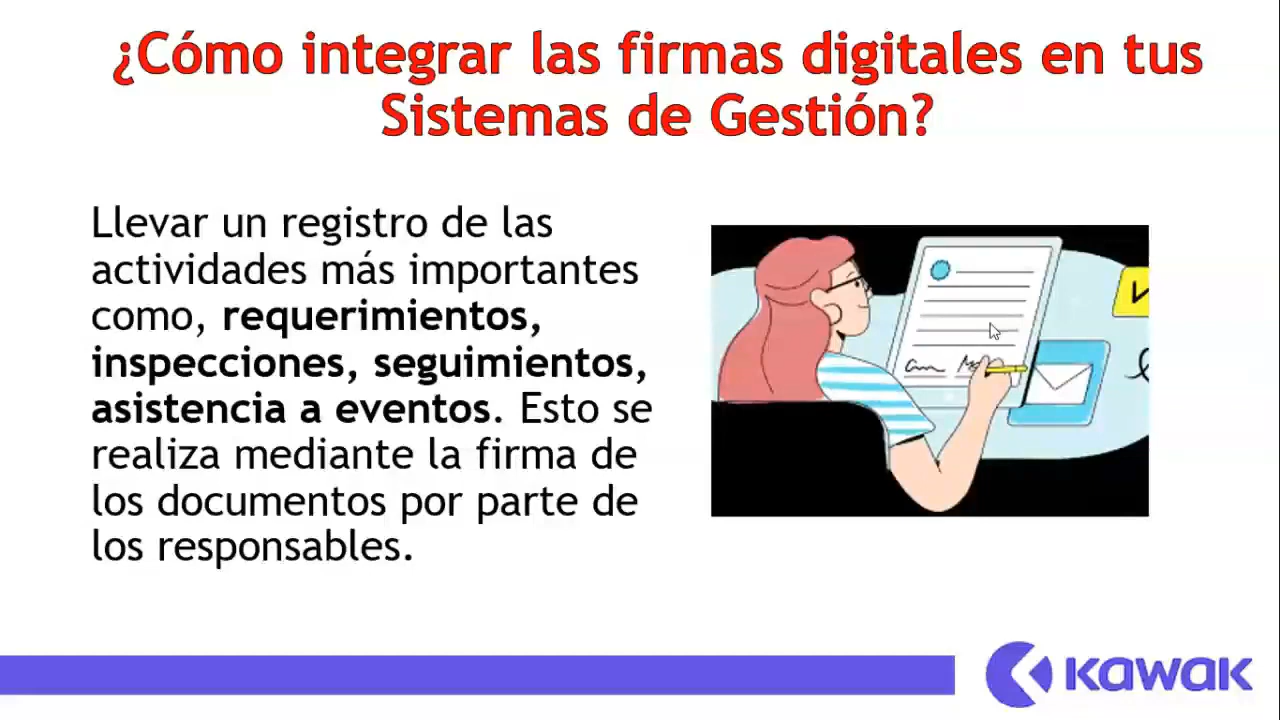 ¿Cómo integrar las firmas digitales en tus
Sistemas de Gestión?
Llevar un registro de las
actividades más importantes
como, requerimientos,
inspecciones, seguimientos,
asistencia a eventos. Esto se
realiza mediante la firma de
los documentos por parte de
los responsables.
KAWAK